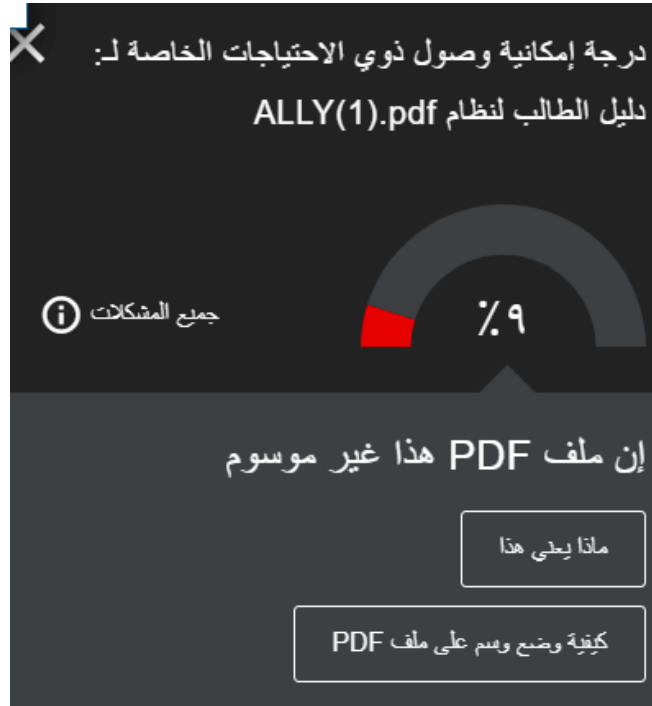 درجة إمكانية وصول ذوي الاحتياجات الخاصة لـ:
دليل الطالب لنظام ALLY(1).pdf
٩٪
جميع المشكلات
إن ملف PDF هذا غير موسوم
ماذا يعني هذا
كيفية وضع وسم على ملف PDF